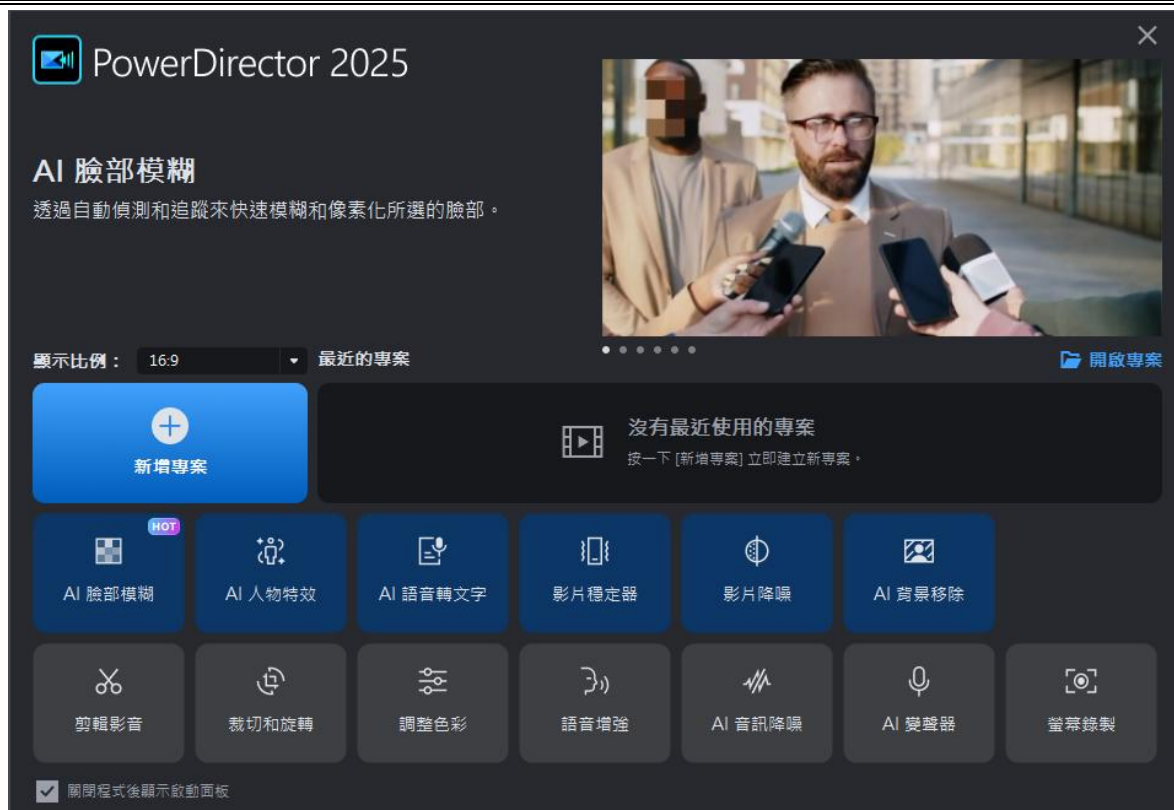 PowerDirector 2025
AI 臉部模糊
透過自動偵測和追蹤來快速模糊和像素化所選的臉部。
顯示比例： 16:9 最近的專案 開啟專案
新增專案
沒有最近使用的專案
按一下 [新增專案] 立即建立新專案。
HOT
AI 臉部模糊 AI 人物特效 AI 語音轉文字 影片穩定器 影片降噪 AI 背景移除
剪輯影音 裁切和旋轉 調整色彩 語音增強 AI 音訊降噪 AI 變聲器 螢幕錄製
關閉程式後顯示啟動面板